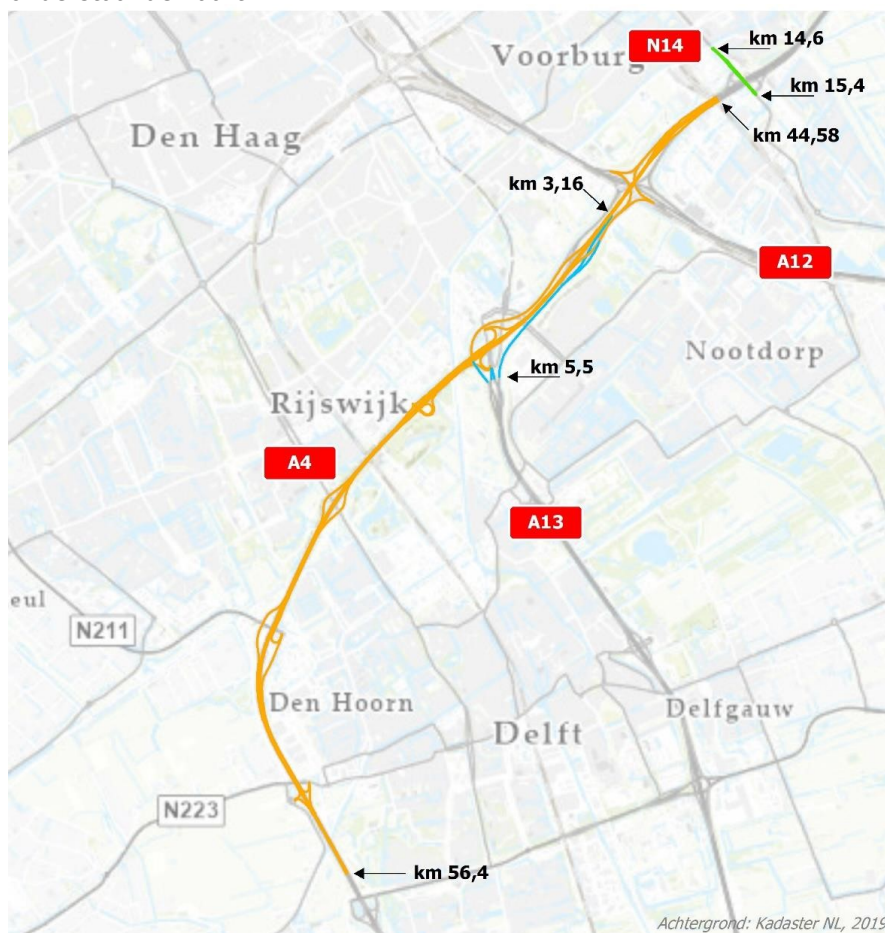 N14
km 14,6
Voorburg
km 15,4
km 44,58
Den Haag
km 3,16
A12
Nootdorp
km 5,5
Rijswijk
A4
A13
eul
N211
Den Hoorn
Delfgauw
Delft
N223
km 56,4
Achtergrond: Kadaster NL, 2019